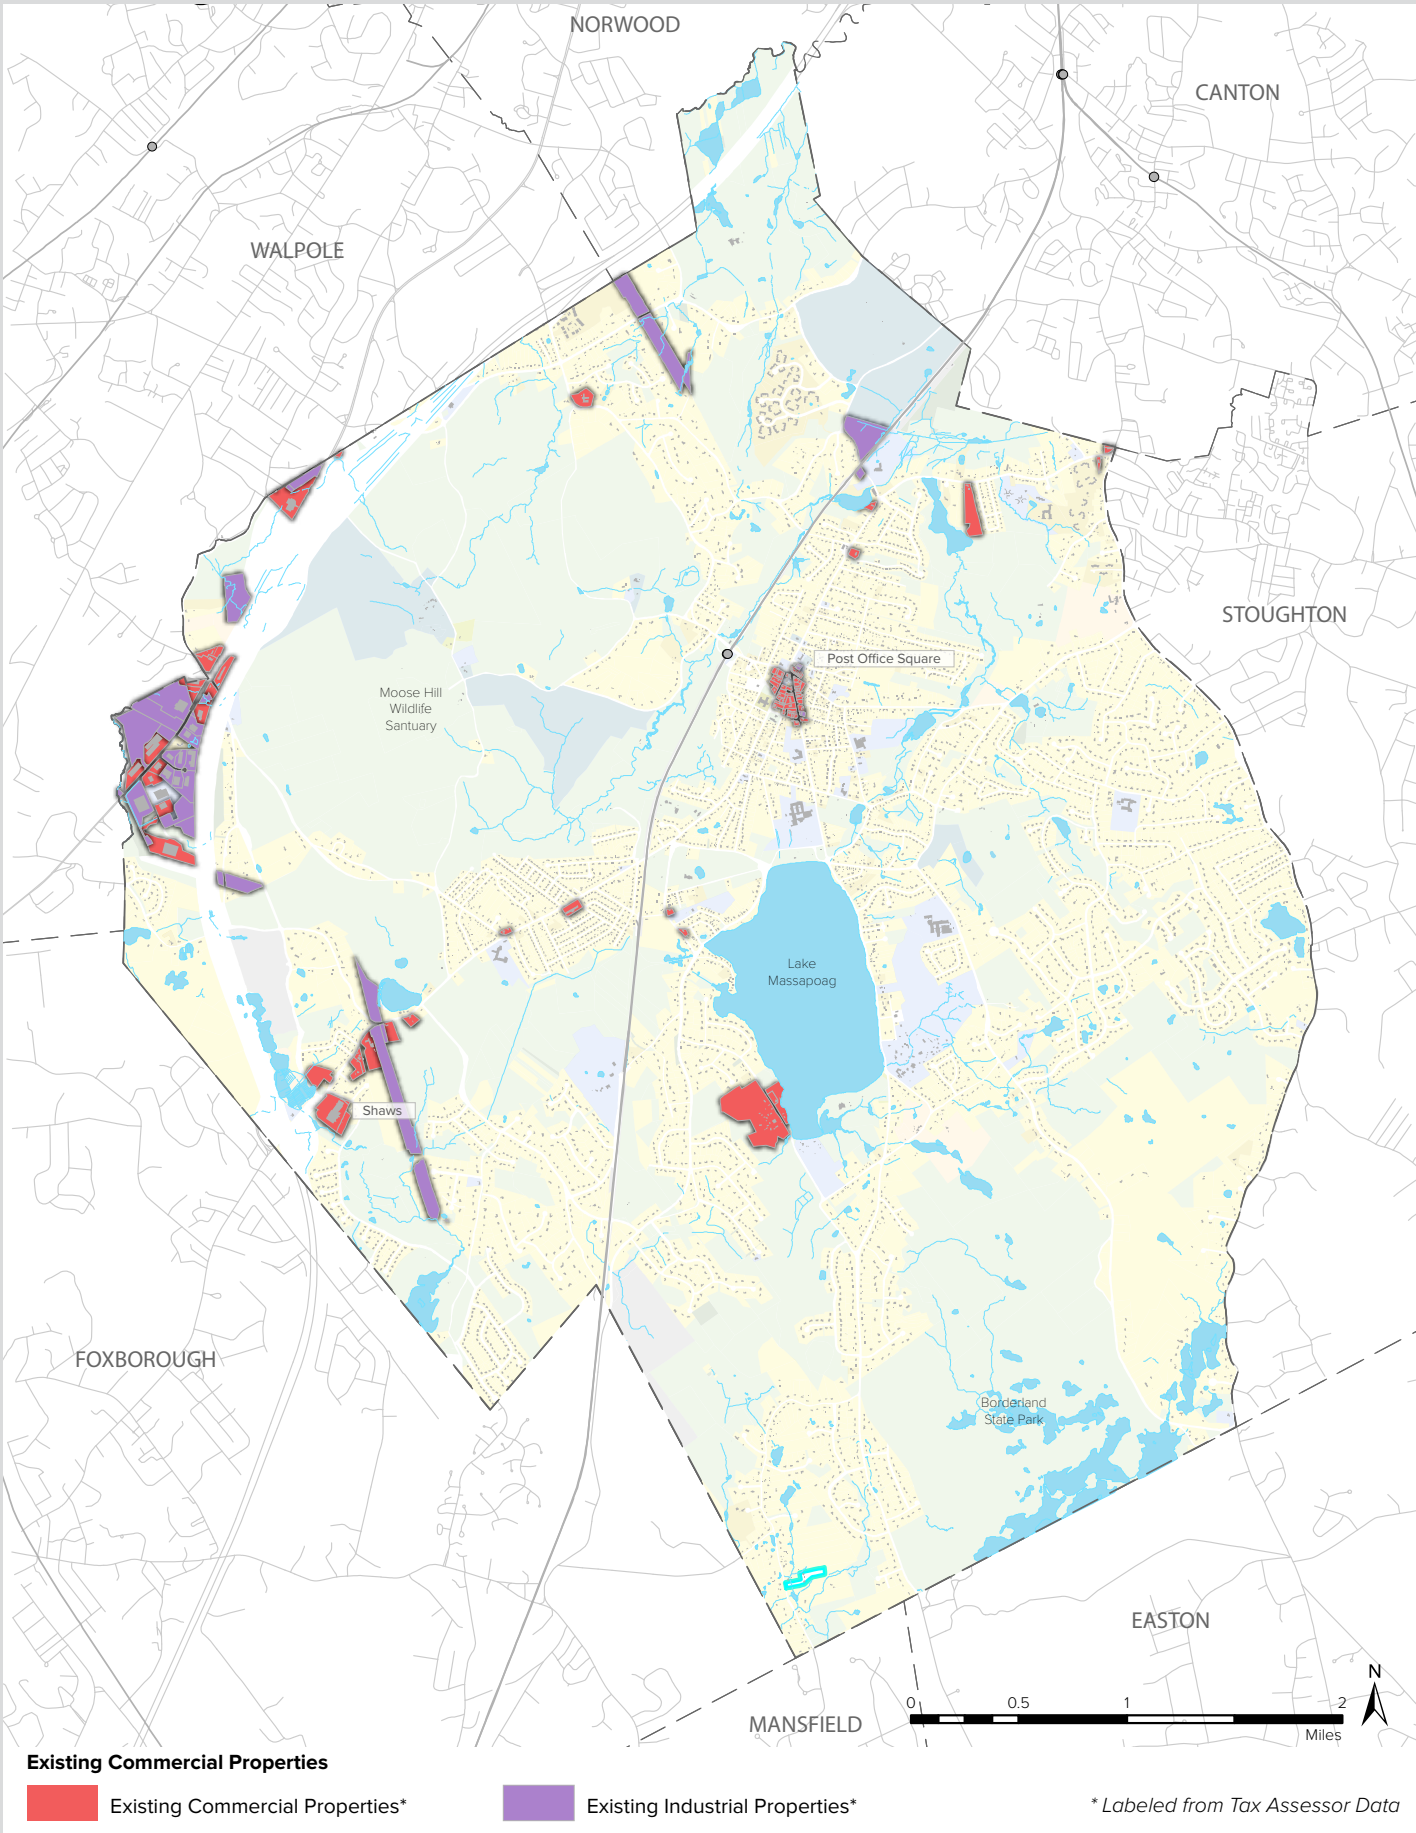 NORWOOD
CANTON
WALPOLE
STOUGHTON
Post Office Square
Moose Hill
Wildlife
Santuary
Lake
Massapoag
Shaws
FOXBOROUGH
Borderland
State Park
EASTON
MANSFIELD
N
0 0.5 1 2
Miles
Existing Commercial Properties
Existing Commercial Properties*
Existing Industrial Properties*
* Labeled from Tax Assessor Data